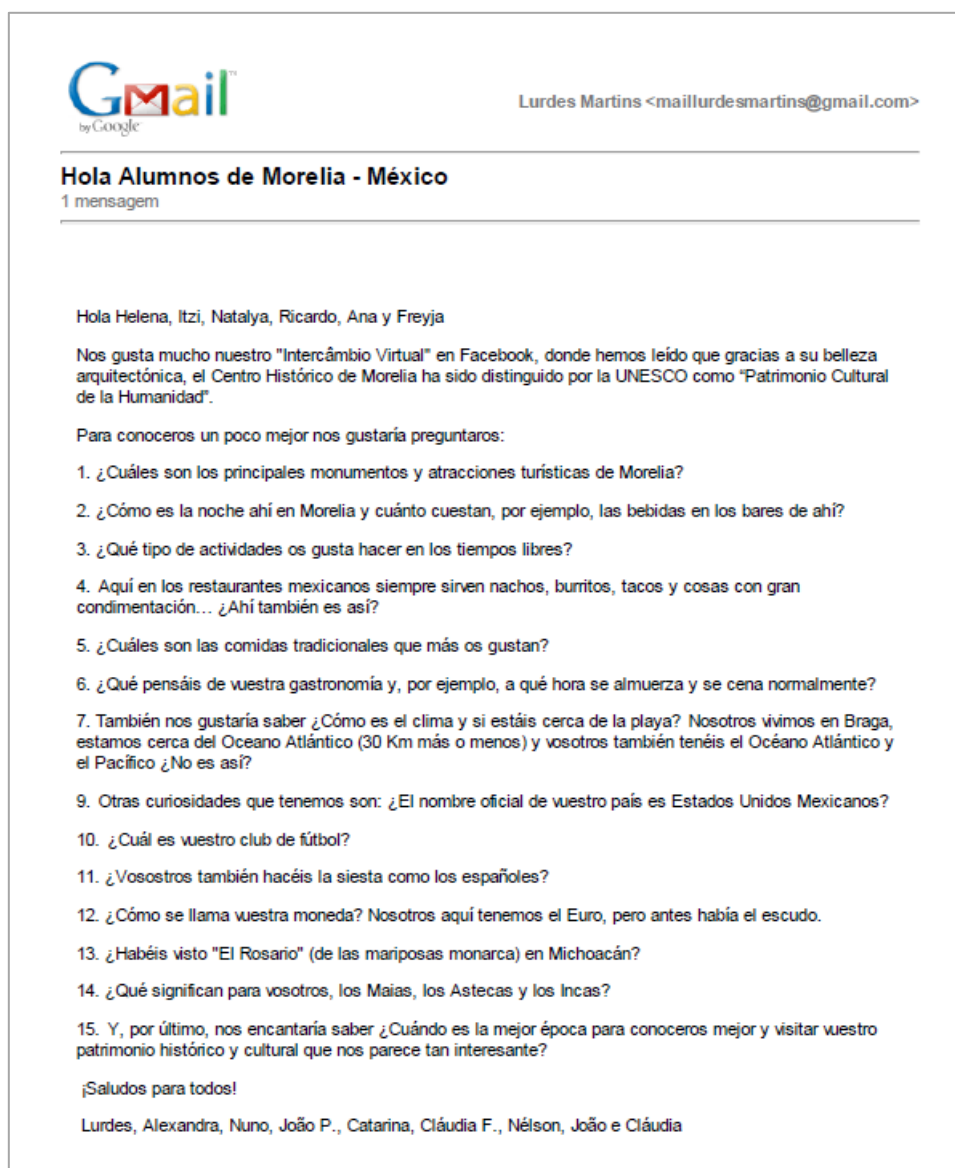 Gmail™
by Google
Lurdes Martins <maillurdesmartins@gmail.com>
Hola Alumnos de Morelia - México
1 mensagem
Hola Helena, Itzi, Natalya, Ricardo, Ana y Freyja
Nos gusta mucho nuestro "Intercâmbio Virtual" en Facebook, donde hemos leído que gracias a su belleza
arquitectónica, el Centro Histórico de Morelia ha sido distinguido por la UNESCO como “Patrimonio Cultural
de la Humanidad”.
Para conoceros un poco mejor nos gustaría preguntaros:
1. ¿Cuáles son los principales monumentos y atracciones turísticas de Morelia?
2. ¿Cómo es la noche ahí en Morelia y cuánto cuestan, por ejemplo, las bebidas en los bares de ahí?
3. ¿Qué tipo de actividades os gusta hacer en los tiempos libres?
4. Aquí en los restaurantes mexicanos siempre sirven nachos, burritos, tacos y cosas con gran
condimentación… ¿Ahí también es así?
5. ¿Cuáles son las comidas tradicionales que más os gustan?
6. ¿Qué pensáis de vuestra gastronomía y, por ejemplo, a qué hora se almuerza y se cena normalmente?
7. También nos gustaría saber ¿Cómo es el clima y si estáis cerca de la playa? Nosotros vivimos en Braga,
estamos cerca del Oceano Atlántico (30 Km más o menos) y vosotros también tenéis el Océano Atlántico y
el Pacífico ¿No es así?
9. Otras curiosidades que tenemos son: ¿El nombre oficial de vuestro país es Estados Unidos Mexicanos?
10. ¿Cuál es vuestro club de fútbol?
11. ¿Vosostros también hacéis la siesta como los españoles?
12. ¿Cómo se llama vuestra moneda? Nosotros aquí tenemos el Euro, pero antes había el escudo.
13. ¿Habéis visto "El Rosario" (de las mariposas monarca) en Michoacán?
14. ¿Qué significan para vosotros, los Maias, los Astecas y los Incas?
15. Y, por último, nos encantaría saber ¿Cuándo es la mejor época para conoceros mejor y visitar vuestro
patrimonio histórico y cultural que nos parece tan interesante?
¡Saludos para todos!
Lurdes, Alexandra, Nuno, João P., Catarina, Cláudia F., Nélson, João e Cláudia